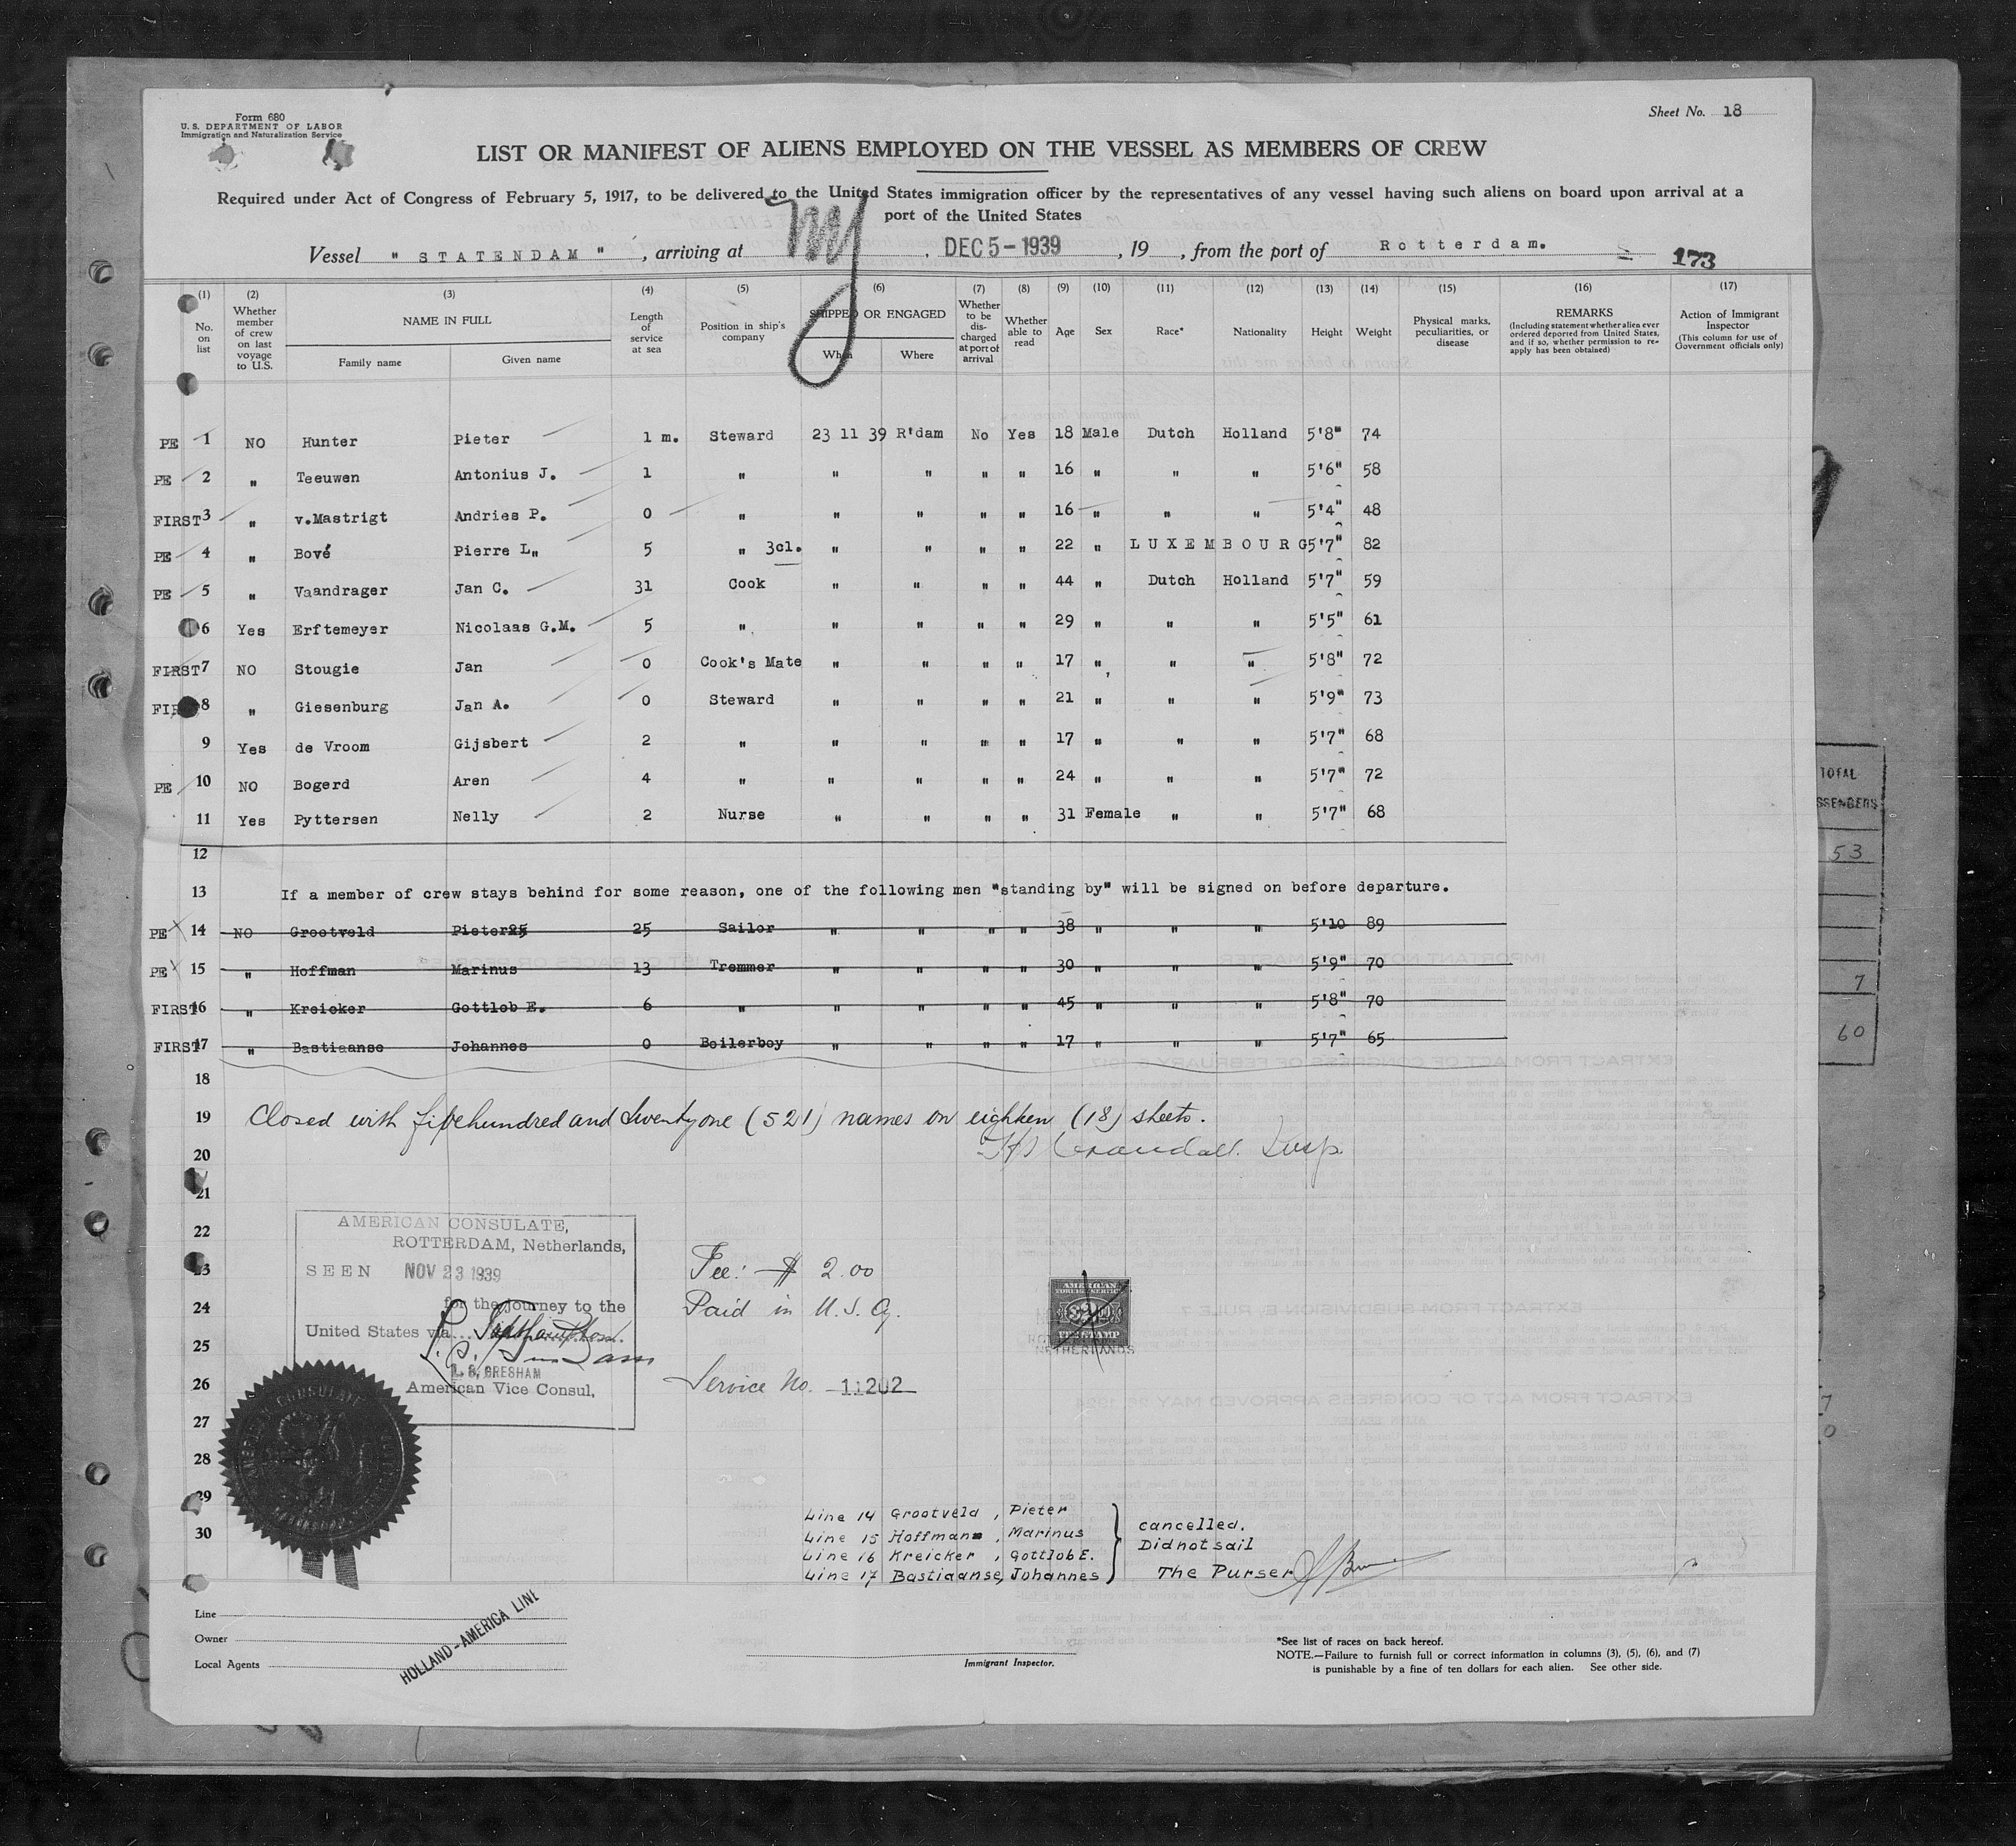 Form 680
U. S. DEPARTMENT OF LABOR
Immigration and Naturalization Service
Sheet No. 18
LIST OR MANIFEST OF ALIENS EMPLOYED ON THE VESSEL AS MEMBERS OF CREW
Required under Act of Congress of February 5, 1917, to be delivered to the United States immigration officer by the representatives of any vessel having such aliens on board upon arrival at a
port of the United States
Vessel " STATENDAM " , arriving at NY , DEC 5 - 1939 , 19 , from the port of Rotterdam. 173
(1) (2) (3) (4) (5) (6) (7) (8) (9) (10) (11) (12) (13) (14) (15) (16) (17)
No. on list
Whether member of crew on last voyage to U.S.
NAME IN FULL
Family name
Given name
Length of service at sea
Position in ship's company
SHIPPED OR ENGAGED
When
Where
Whether to be discharged at port of arrival
Whether able to read
Age
Sex
Race*
Nationality
Height
Weight
Physical marks, peculiarities, or disease
REMARKS
(Including statement whether alien ever ordered deported from United States, and if so, whether permission to re-apply has been obtained)
Action of Immigrant Inspector
(This column for use of Government officials only)
PE 1 NO Hunter Pieter 1 m. Steward 23 11 39 R'dam No Yes 18 Male Dutch Holland 5'8" 74
PE 2 " Teeuwen Antonius J. 1 " " " " " 16 " " " 5'6" 58
FIRST 3 " v.Mastrigt Andries P. 0 " " " " " 16 " " " 5'4" 48
PE 4 " Bové Pierre L" 5 " 3cl. " " " " 22 " LUXEMBOURG 5'7" 82
PE 5 " Vaandrager Jan C. 31 Cook " " " " 44 " Dutch Holland 5'7" 59
6 Yes Erftemeyer Nicolaas G.M. 5 " " " " " 29 " " " 5'5" 61
FIRST 7 NO Stougie Jan 0 Cook's Mate " " " " 17 " " " 5'8" 72
FIRST 8 " Giesenburg Jan A. 0 Steward " " " " 21 " " " 5'9" 73
9 Yes de Vroom Gijsbert 2 " " " " " 17 " " " 5'7" 68
PE 10 NO Bogerd Aren 4 " " " " " 24 " " " 5'7" 72
11 Yes Pyttersen Nelly 2 Nurse " " " " 31 Female " " 5'7" 68
12
13 If a member of crew stays behind for some reason, one of the following men "standing by" will be signed on before departure.
PE 14 NO Grootveld Pieter 25 25 Sailor " " " " 38 " " " 5'10 89
PE 15 " Hoffman Marinus 13 Tremmer " " " " 30 " " " 5'9" 70
FIRST 16 " Kreicker Gottlob E. 6 " " " " " 45 " " " 5'8" 70
FIRST 17 " Bastiaanse Johannes 0 Boilerboy " " " " 17 " " " 5'7" 65
18
19 Closed with fivehundred and twentyone (521) names on eighteen (18) sheets.
20 Crandall. Insp.
21
22
23
24
25
26
27
28
29
30
AMERICAN CONSULATE,
ROTTERDAM, Netherlands,
SEEN NOV 23 1939
for the journey to the
United States via Southampton.
L. S. GRESHAM
American Vice Consul,
Fee: $ 2.00
Paid in U.S. Cy.
Service No. 11202
AMERICAN
FOREIGN SERVICE
$2
FEE STAMP
NETHERLANDS
AMERICAN CONSULATE
Line 14 Grootveld , Pieter
Line 15 Hoffman , Marinus
Line 16 Kreicker , Gottlob E.
Line 17 Bastiaanse, Johannes
cancelled.
Did not sail
The Purser
Line
Owner
Local Agents
HOLLAND-AMERICA LINE
Immigrant Inspector.
*See list of races on back hereof.
NOTE.—Failure to furnish full or correct information in columns (3), (5), (6), and (7)
is punishable by a fine of ten dollars for each alien. See other side.
TOTAL
53
7
60